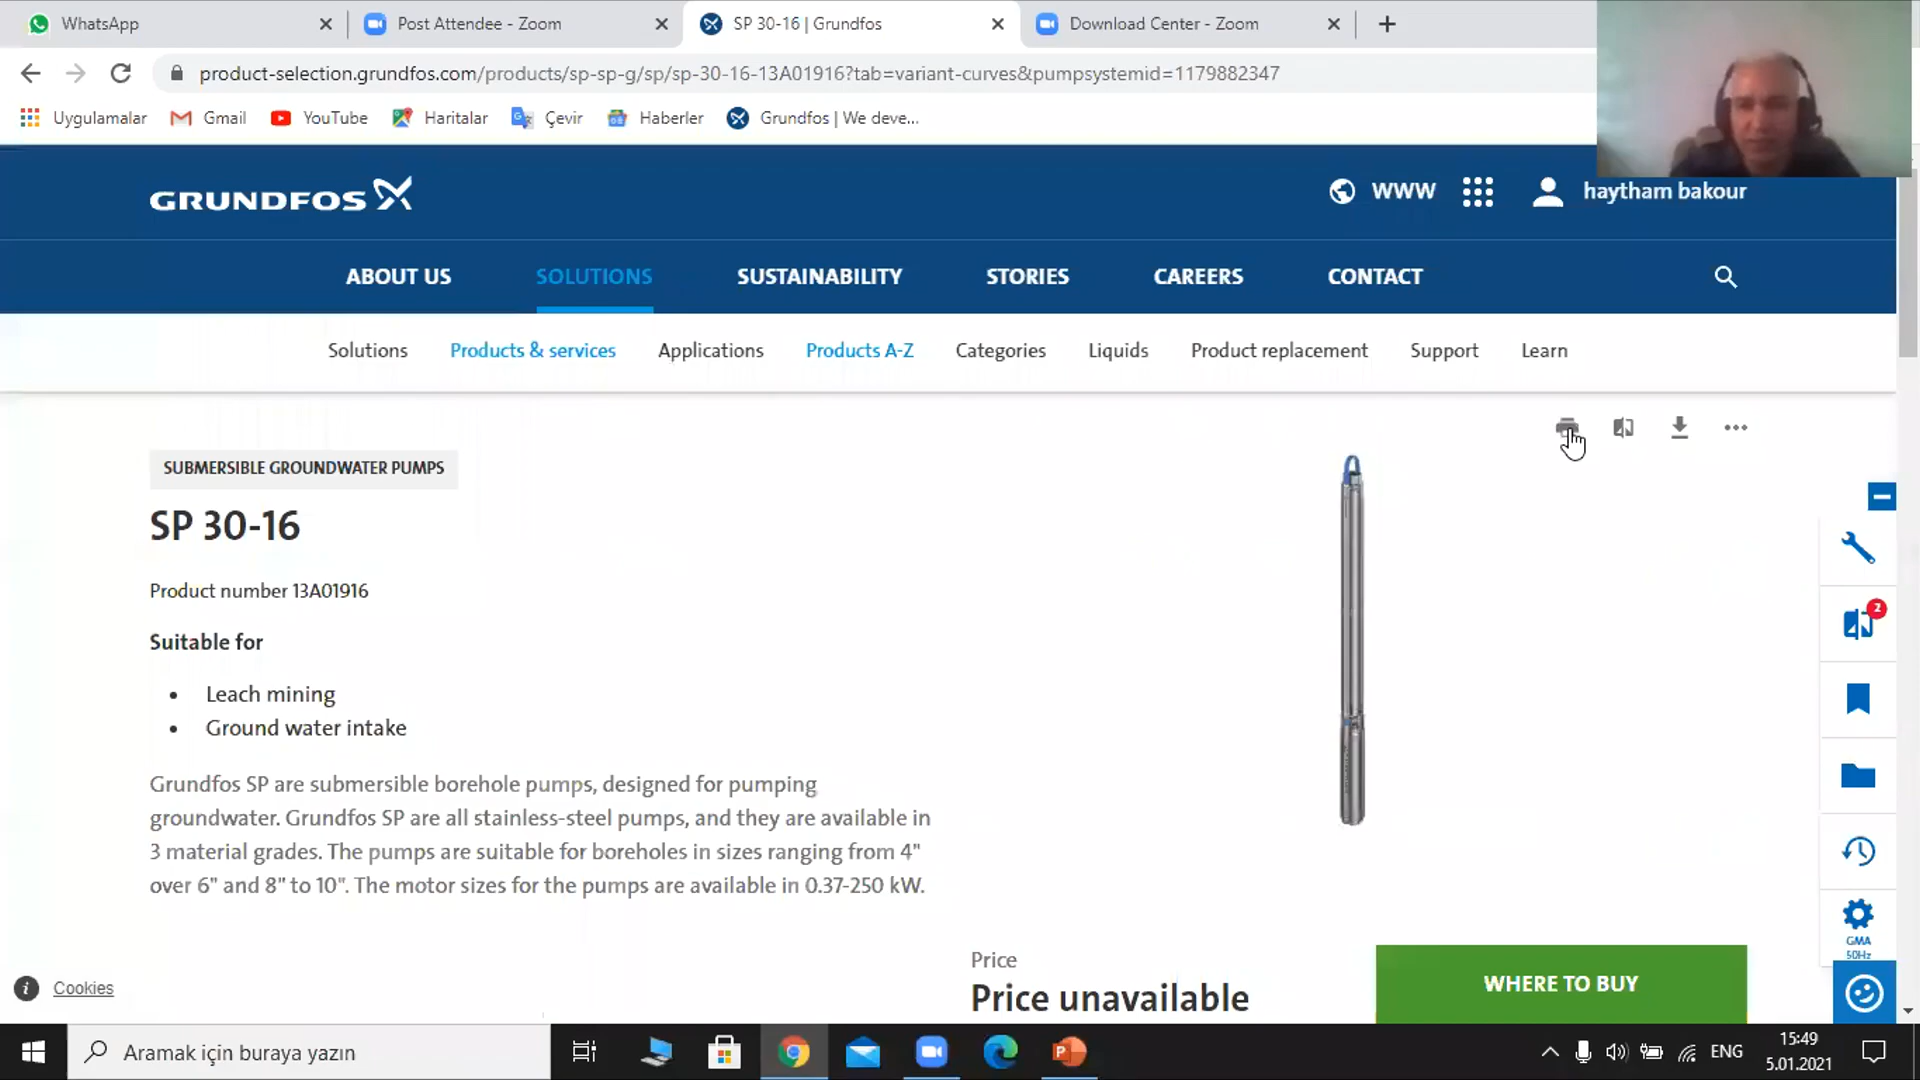 WhatsApp
Post Attendee - Zoom
SP 30-16 | Grundfos
Download Center - Zoom
product-selection.grundfos.com/products/sp-sp-g/sp/sp-30-16-13A01916?tab=variant-curves&pumpsystemid=1179882347
Uygulamalar
Gmail
YouTube
Haritalar
Çevir
Haberler
Grundfos | We deve...
GRUNDFOS
WWW
haytham bakour
ABOUT US
SOLUTIONS
SUSTAINABILITY
STORIES
CAREERS
CONTACT
Solutions
Products & services
Applications
Products A-Z
Categories
Liquids
Product replacement
Support
Learn
SUBMERSIBLE GROUNDWATER PUMPS
SP 30-16
Product number 13A01916
Suitable for
• Leach mining
• Ground water intake
Grundfos SP are submersible borehole pumps, designed for pumping
groundwater. Grundfos SP are all stainless-steel pumps, and they are available in
3 material grades. The pumps are suitable for boreholes in sizes ranging from 4"
over 6" and 8" to 10". The motor sizes for the pumps are available in 0.37-250 kW.
2
GMA
50Hz
Price
Price unavailable
WHERE TO BUY
Cookies
Aramak için buraya yazın
ENG
15:49
5.01.2021